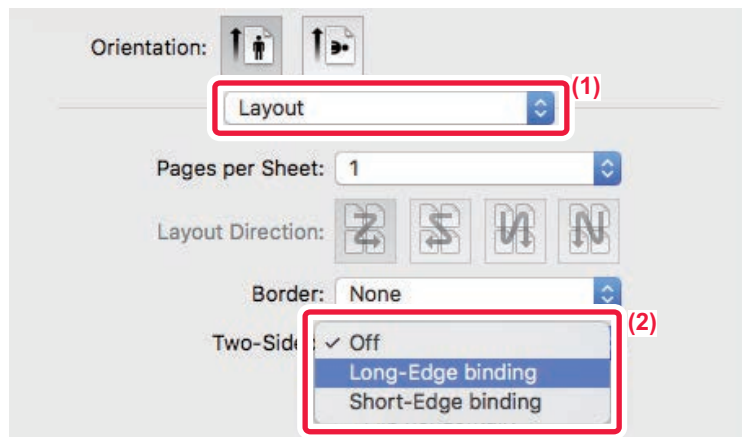 Orientation:
(1)
Layout
Pages per Sheet: 1
Layout Direction:
Border: None
(2)
Two-Side : ✓ Off
Long-Edge binding
Short-Edge binding